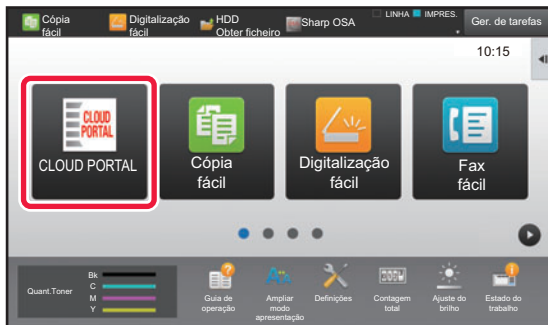 Cópia
fácil
Digitalização
fácil
HDD
Obter ficheiro
Sharp OSA
LINHA
IMPRES.
Ger. de tarefas
10:15
CLOUD
PORTAL
CLOUD PORTAL
Cópia
fácil
Digitalização
fácil
Fax
fácil
Quant.Toner
Bk
C
M
Y
Guia de
operação
Ampliar
modo
apresentação
Definições
Contagem
total
Ajuste do
brilho
Estado do
trabalho